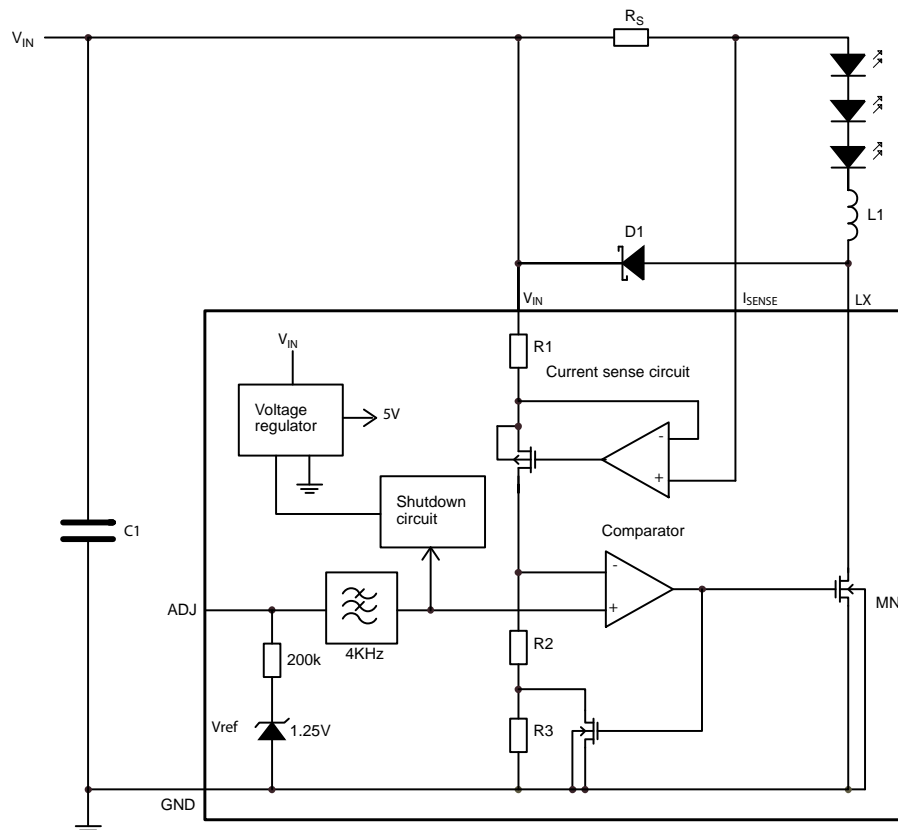 RS
VIN
L1
D1
VIN
ISENSE
LX
VIN
R1
Current sense circuit
Voltage
regulator
5V
-
+
Shutdown
circuit
C1
Comparator
-
+
ADJ
MN
4KHz
200k
R2
Vref
1.25V
R3
GND